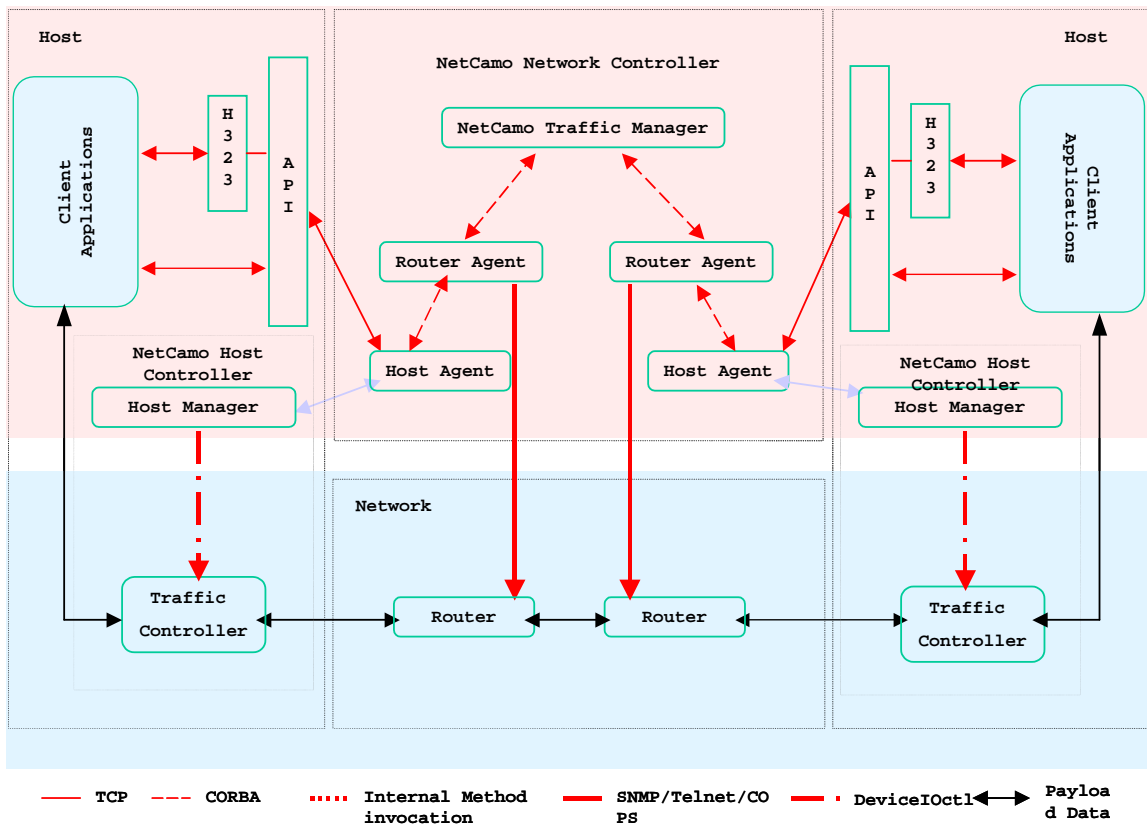 Host
NetCamo Network Controller
Host
NetCamo Traffic Manager
Client
Applications
H
3
2
3
A
P
I
Router Agent
Router Agent
A
P
I
H
3
2
3
Client
Applications
NetCamo Host
Controller
Host Manager
Host Agent
Host Agent
NetCamo Host
Controller
Host Manager
Network
Traffic
Controller
Router
Router
Traffic
Controller
TCP
CORBA
Internal Method
invocation
SNMP/Telnet/CO
PS
DeviceIOctl
Payloa
d Data